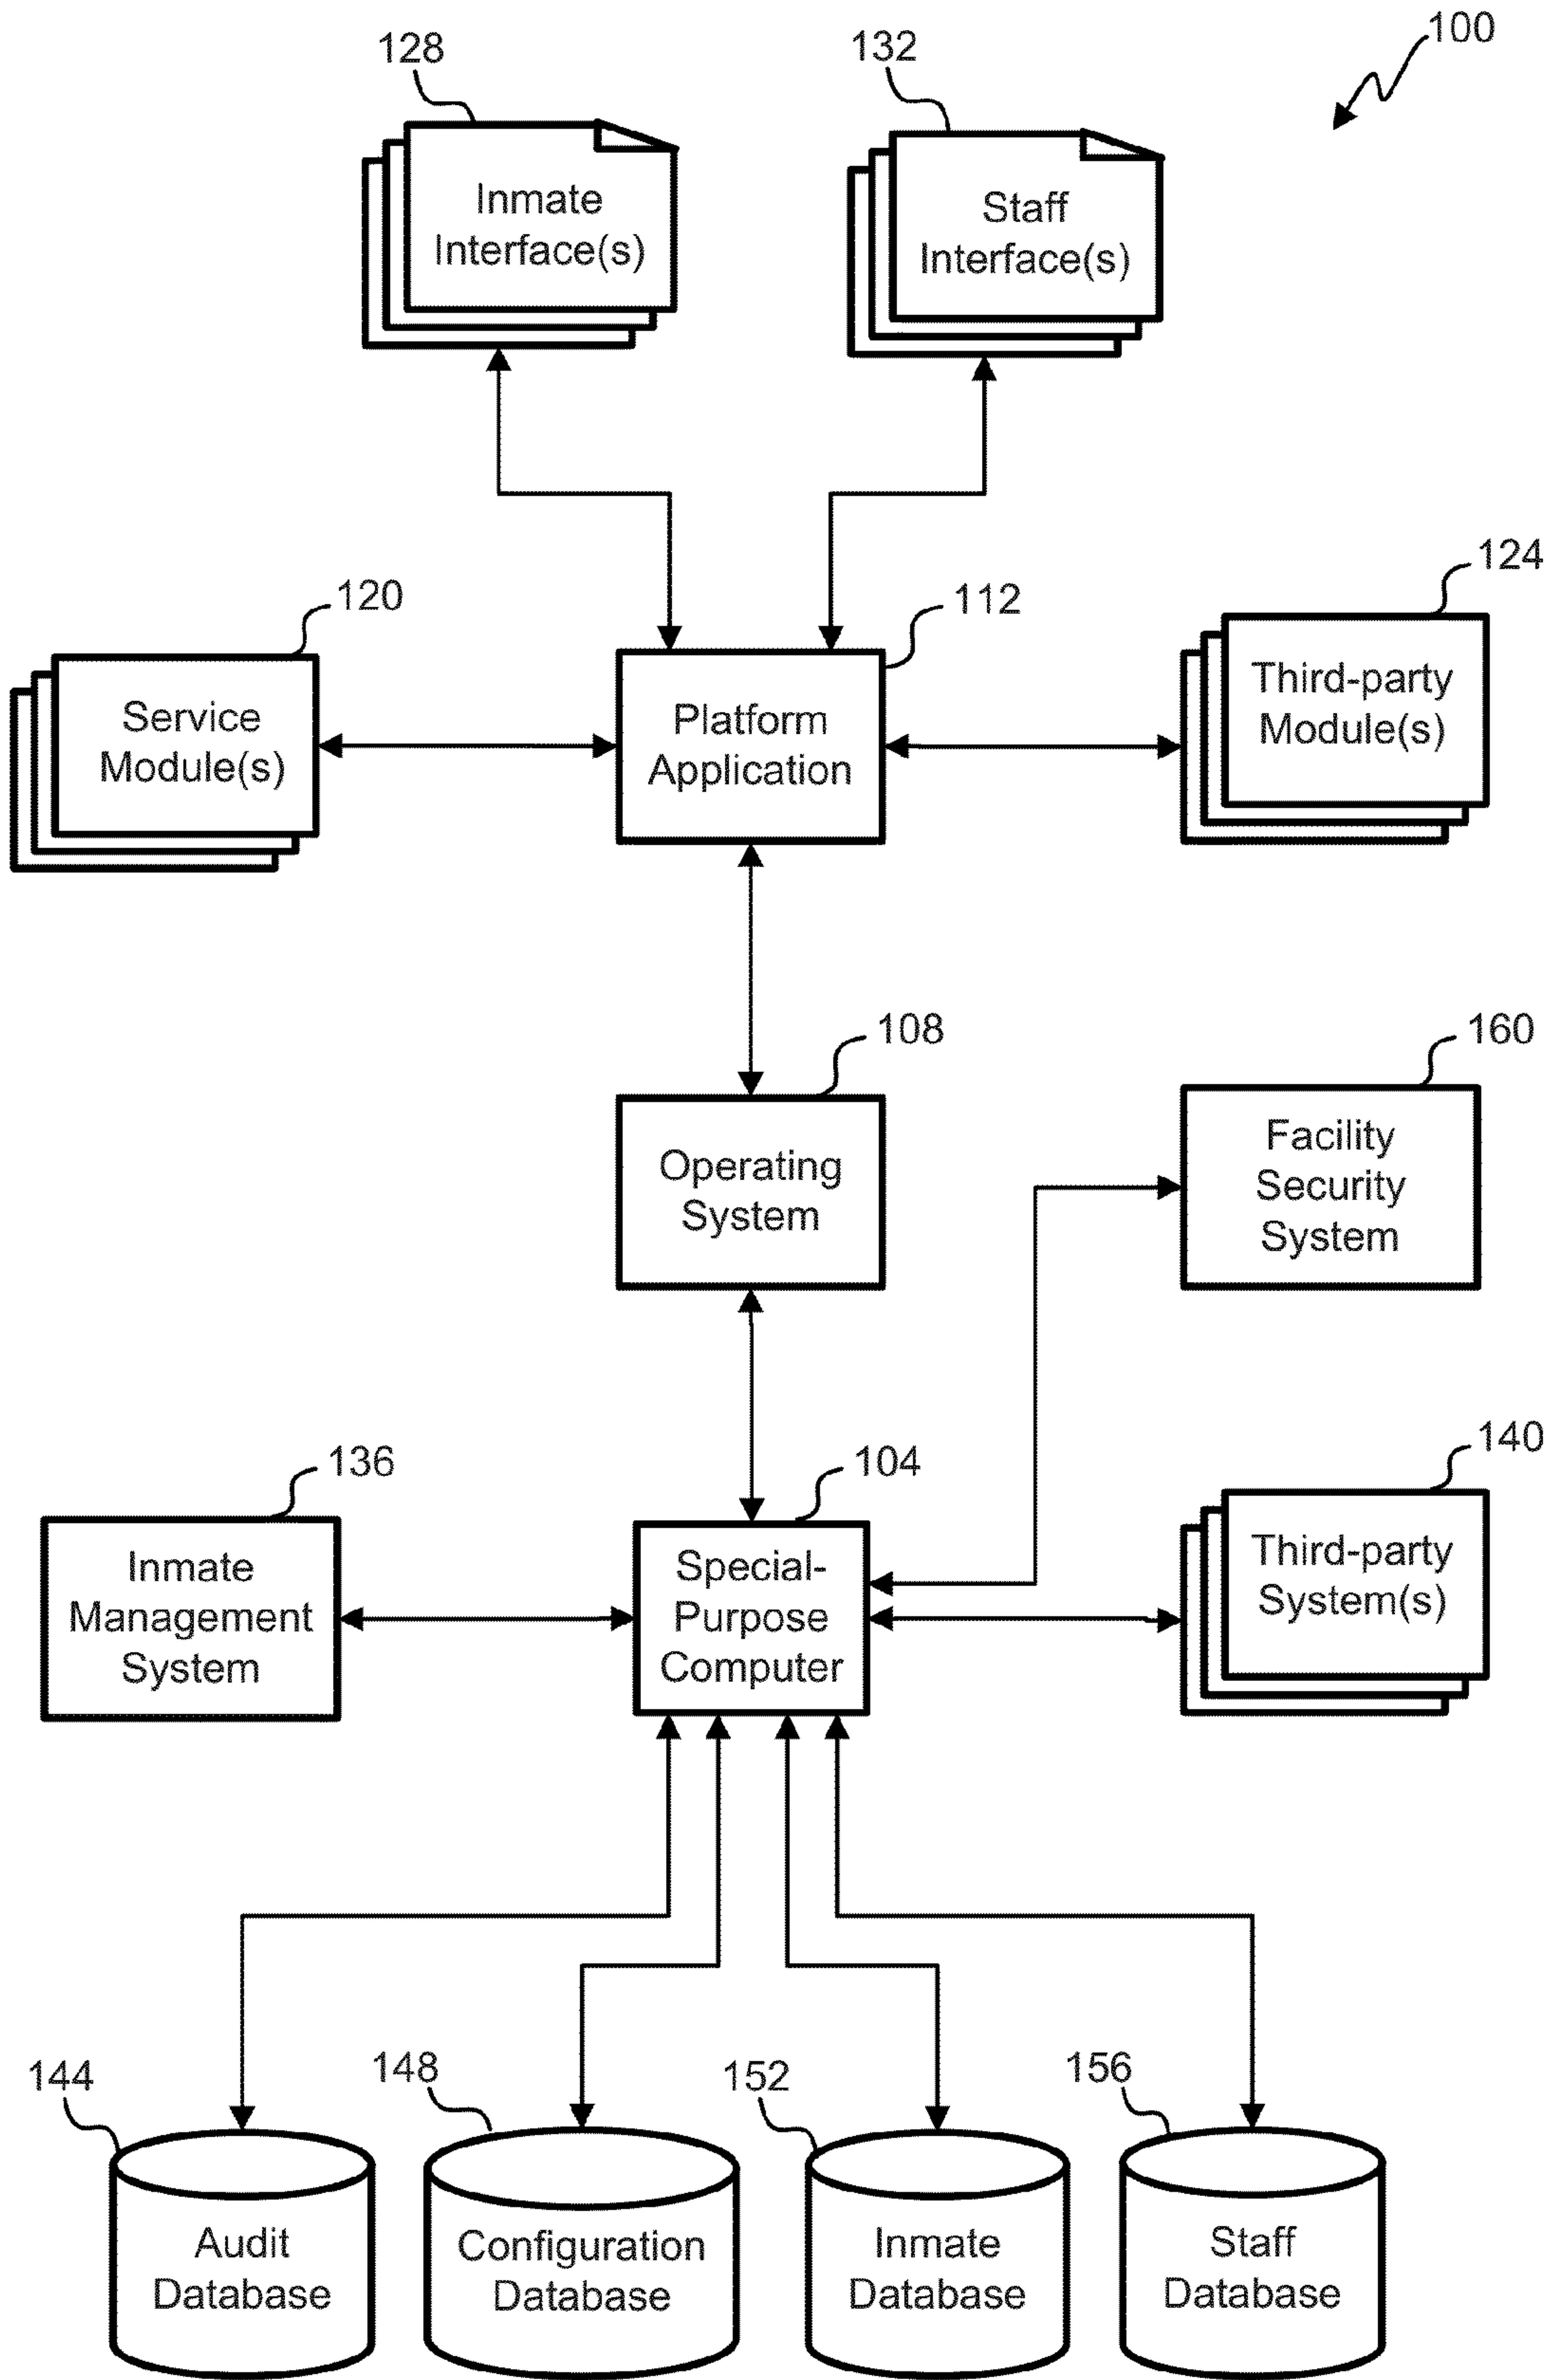 100
128
132
Inmate
Interface(s)
Staff
Interface(s)
120
112
124
Service
Module(s)
Platform
Application
Third-party
Module(s)
108
160
Operating
System
Facility
Security
System
136
104
140
Inmate
Management
System
Special-
Purpose
Computer
Third-party
System(s)
144
148
152
156
Audit
Database
Configuration
Database
Inmate
Database
Staff
Database